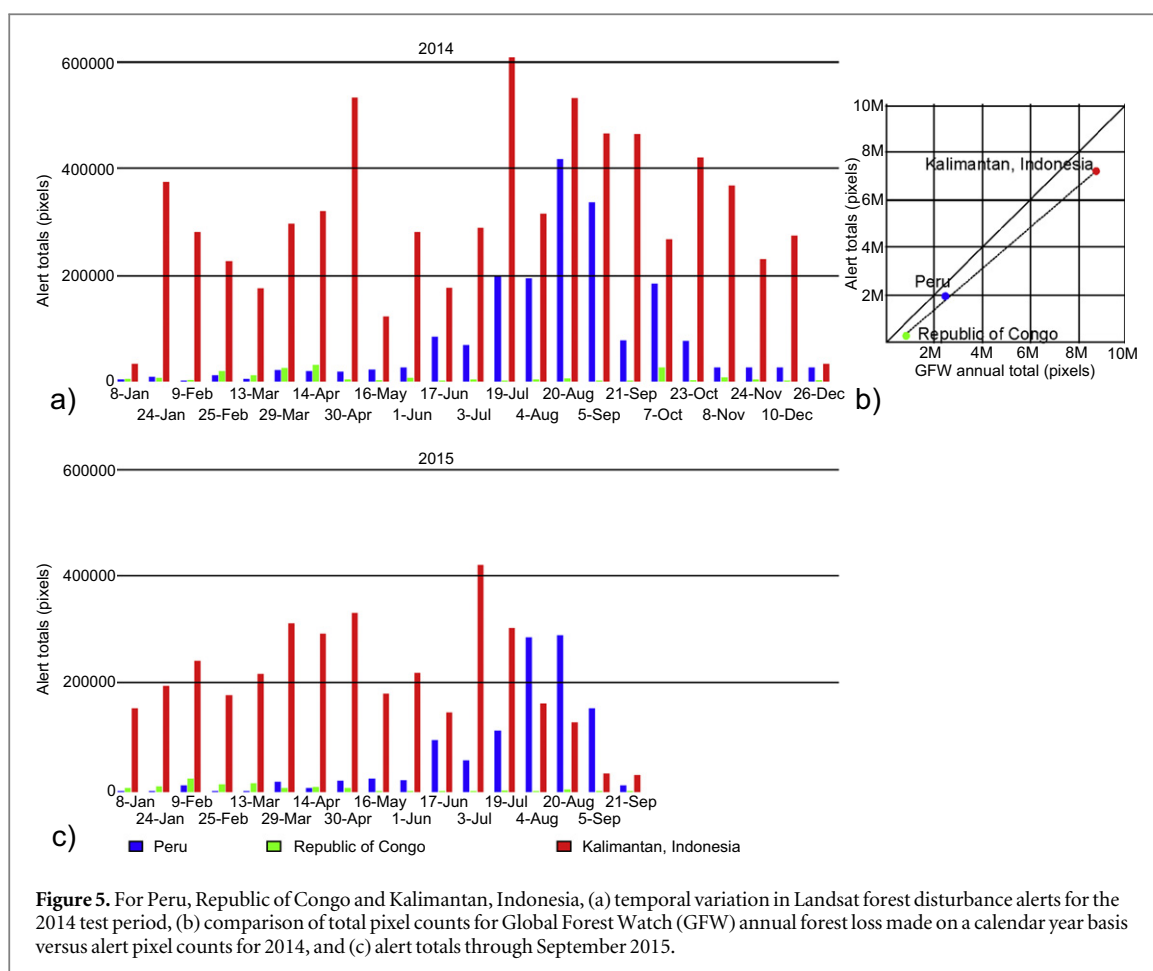 2014
600000
400000
200000
0
Alert totals (pixels)
8-Jan 9-Feb 13-Mar 14-Apr 16-May 17-Jun 19-Jul 20-Aug 21-Sep 23-Oct 24-Nov 26-Dec
24-Jan 25-Feb 29-Mar 30-Apr 1-Jun 3-Jul 4-Aug 5-Sep 7-Oct 8-Nov 10-Dec
a)
10M
8M
6M
4M
2M
Alert totals (pixels)
Kalimantan, Indonesia
Peru
Republic of Congo
2M 4M 6M 8M 10M
GFW annual total (pixels)
b)
2015
600000
400000
200000
0
Alert totals (pixels)
8-Jan 9-Feb 13-Mar 14-Apr 16-May 17-Jun 19-Jul 20-Aug 21-Sep
24-Jan 25-Feb 29-Mar 30-Apr 1-Jun 3-Jul 4-Aug 5-Sep
c)
Peru Republic of Congo Kalimantan, Indonesia
Figure 5. For Peru, Republic of Congo and Kalimantan, Indonesia, (a) temporal variation in Landsat forest disturbance alerts for the
2014 test period, (b) comparison of total pixel counts for Global Forest Watch (GFW) annual forest loss made on a calendar year basis
versus alert pixel counts for 2014, and (c) alert totals through September 2015.